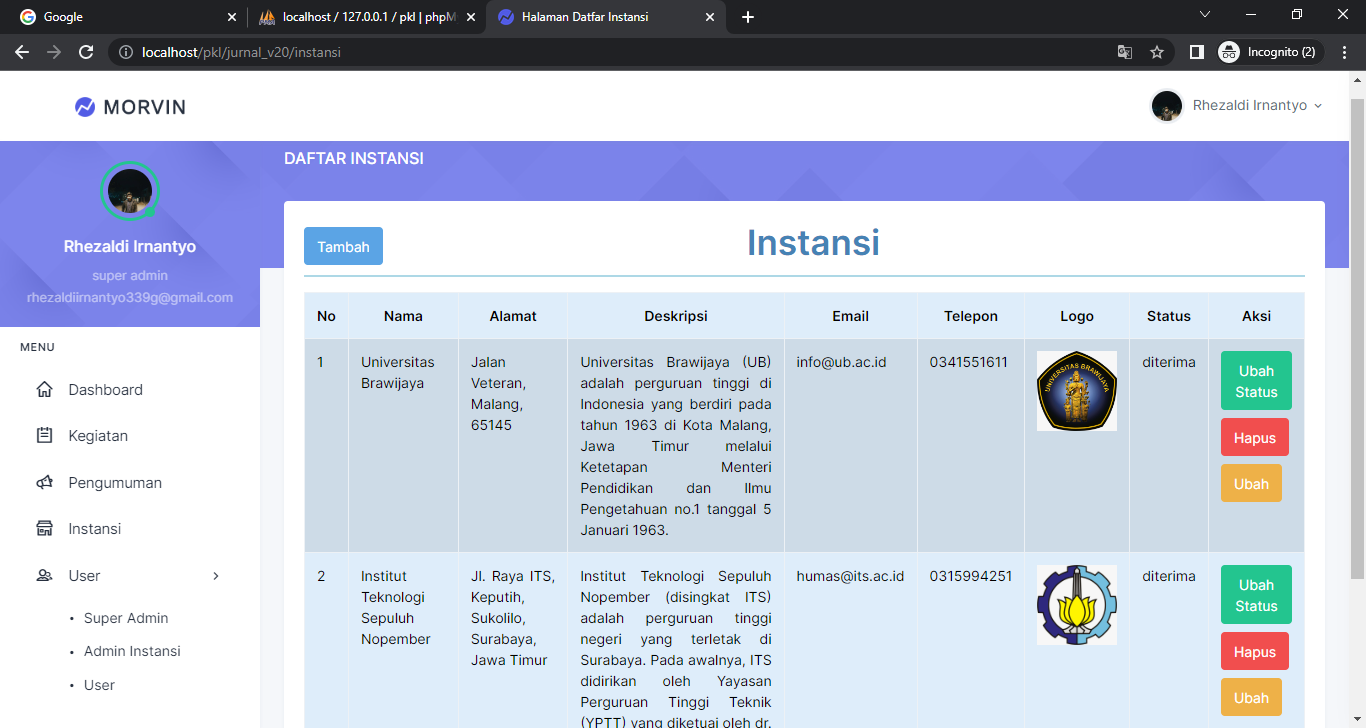 Google
localhost / 127.0.0.1 / pkl | phpM
Halaman Datfar Instansi
localhost/pkl/jurnal_v20/instansi
Incognito (2)
MORVIN
Rhezaldi Irnantyo
Rhezaldi Irnantyo
super admin
rhezaldiirnantyo339g@gmail.com
MENU
Dashboard
Kegiatan
Pengumuman
Instansi
User
• Super Admin
• Admin Instansi
• User
DAFTAR INSTANSI
Tambah
Instansi
No Nama Alamat Deskripsi Email Telepon Logo Status Aksi
1
Universitas
Brawijaya
Jalan
Veteran,
Malang,
65145
Universitas Brawijaya (UB)
adalah perguruan tinggi di
Indonesia yang berdiri pada
tahun 1963 di Kota Malang,
Jawa Timur melalui
Ketetapan Menteri
Pendidikan dan Ilmu
Pengetahuan no.1 tanggal 5
Januari 1963.
info@ub.ac.id
0341551611
UNIVERSITAS BRAWIJAYA
diterima
Ubah
Status
Hapus
Ubah
2
Institut
Teknologi
Sepuluh
Nopember
Jl. Raya ITS,
Keputih,
Sukolilo,
Surabaya,
Jawa Timur
Institut Teknologi Sepuluh
Nopember (disingkat ITS)
adalah perguruan tinggi
negeri yang terletak di
Surabaya. Pada awalnya, ITS
didirikan oleh Yayasan
Perguruan Tinggi Teknik
(YPTT) yang diketuai oleh dr.
humas@its.ac.id
0315994251
diterima
Ubah
Status
Hapus
Ubah